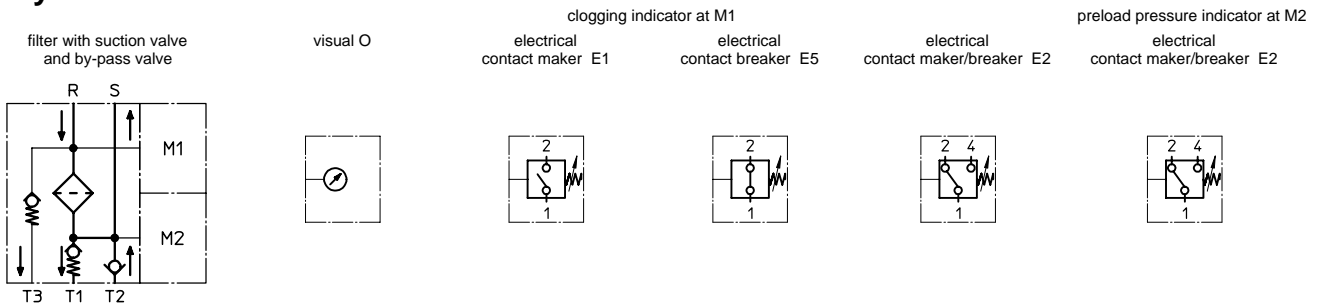 clogging indicator at M1
preload pressure indicator at M2
filter with suction valve
and by-pass valve
visual O
electrical
contact maker E1
electrical
contact breaker E5
electrical
contact maker/breaker E2
electrical
contact maker/breaker E2
R S
M1
M2
T3 T1 T2
2
1
2
1
2 4
1
2 4
1